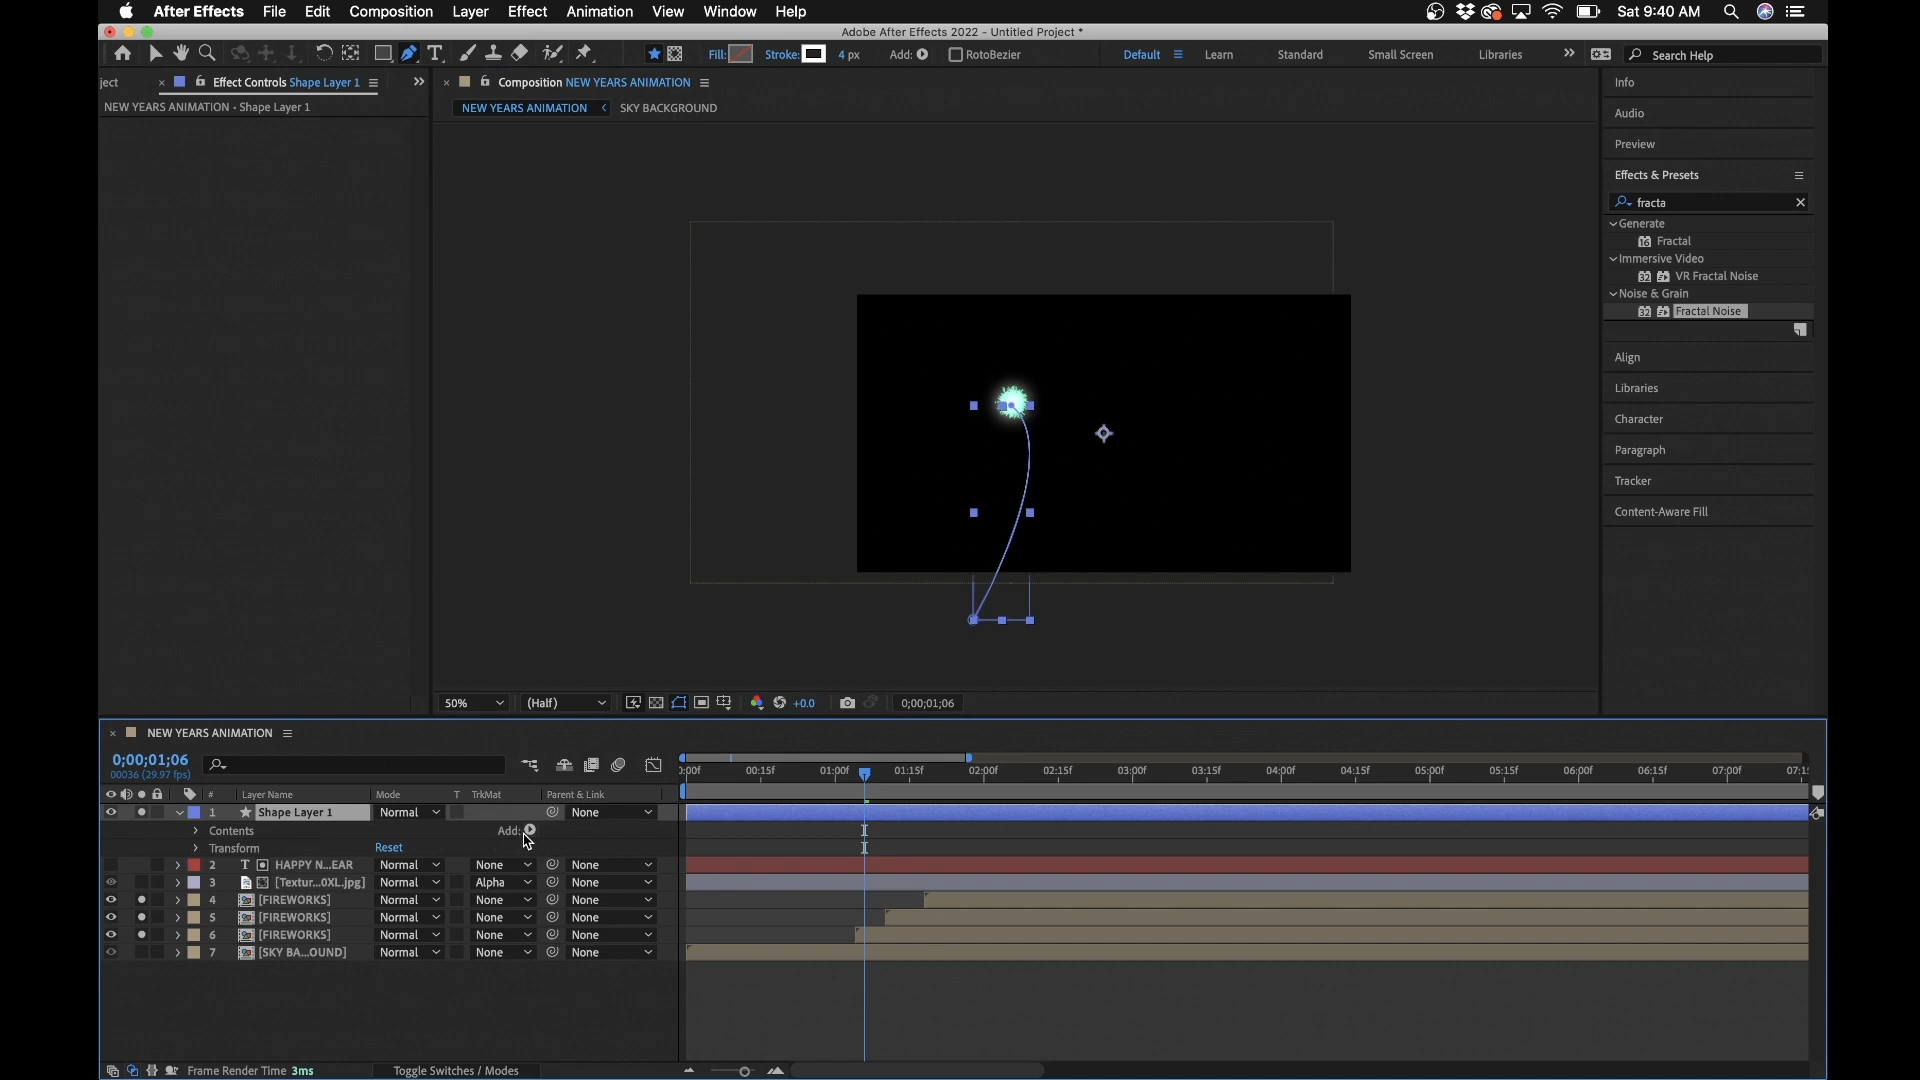 After Effects File Edit Composition Layer Effect Animation View Window Help Sat 9:40 AM
Adobe After Effects 2022 - Untitled Project *
Fill: Stroke: 4 px Add: RotoBezier Default Learn Standard Small Screen Libraries Search Help
ject Effect Controls Shape Layer 1 Composition NEW YEARS ANIMATION
NEW YEARS ANIMATION • Shape Layer 1
NEW YEARS ANIMATION SKY BACKGROUND
Info
Audio
Preview
Effects & Presets
fracta
Generate
16 Fractal
Immersive Video
32 VR Fractal Noise
Noise & Grain
32 Fractal Noise
Align
Libraries
Character
Paragraph
Tracker
Content-Aware Fill
50% (Half) +0.0 0;00;01;06
NEW YEARS ANIMATION
0;00;01;06
00036 (29.97 fps)
:00f 00:15f 01:00f 01:15f 02:00f 02:15f 03:00f 03:15f 04:00f 04:15f 05:00f 05:15f 06:00f 06:15f 07:00f 07:1
# Layer Name Mode T TrkMat Parent & Link
1 Shape Layer 1 Normal None
Contents Add:
Transform Reset
2 T HAPPY N...EAR Normal None None
3 [Textur...0XL.jpg] Normal Alpha None
4 [FIREWORKS] Normal None None
5 [FIREWORKS] Normal None None
6 [FIREWORKS] Normal None None
7 [SKY BA...OUND] Normal None None
Frame Render Time 3ms Toggle Switches / Modes